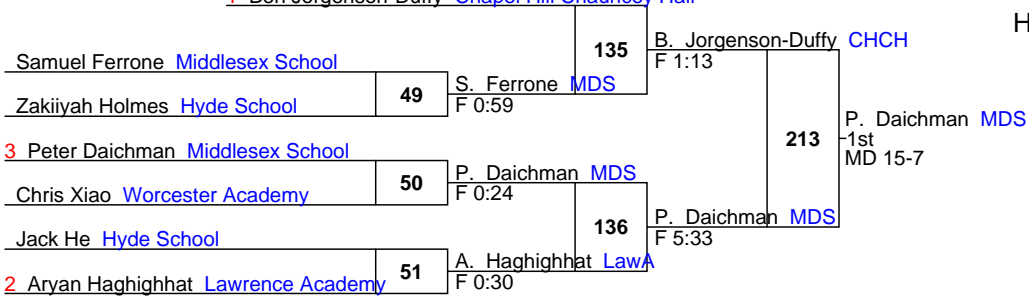 Samuel Ferrone Middlesex School
Zakiiyah Holmes Hyde School
3 Peter Daichman Middlesex School
Chris Xiao Worcester Academy
Jack He Hyde School
2 Aryan Haghighhat Lawrence Academy
49
50
51
S. Ferrone MDS
F 0:59
P. Daichman MDS
F 0:24
A. Haghighhat LawA
F 0:30
135
136
B. Jorgenson-Duffy CHCH
F 1:13
P. Daichman MDS
F 5:33
213
P. Daichman MDS
1st
MD 15-7
H